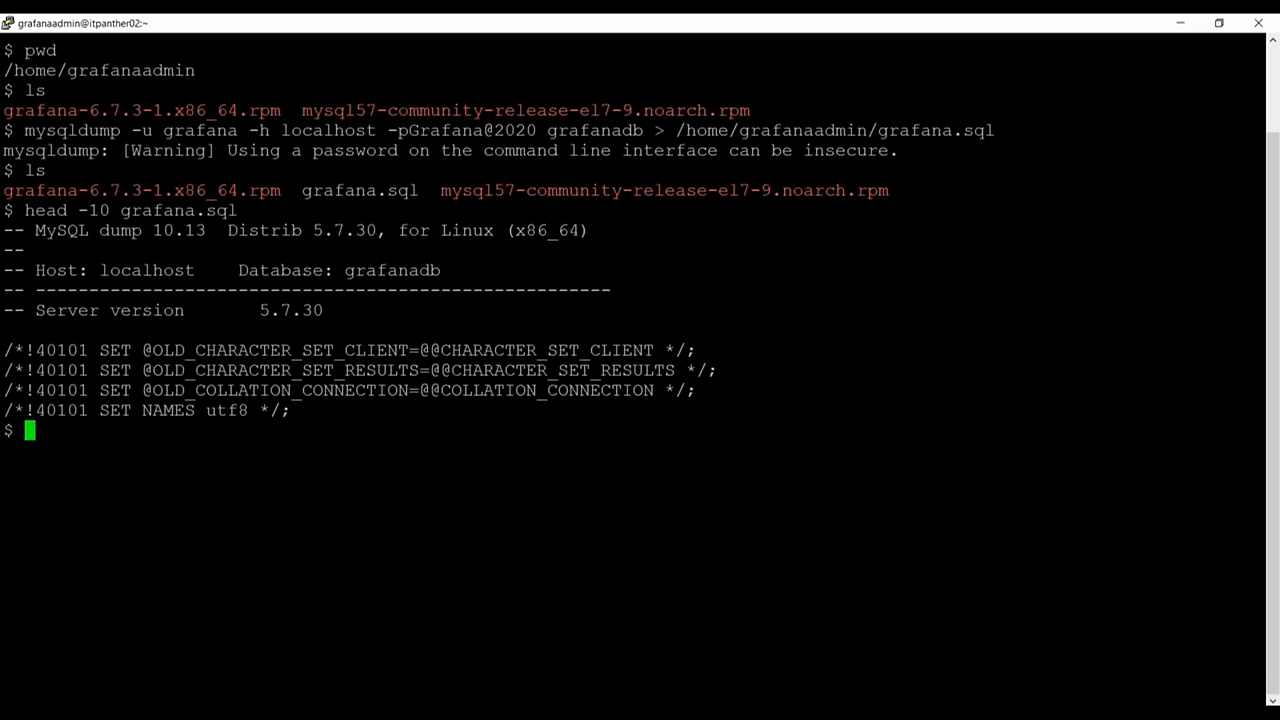 grafanaadmin@itpanther02:~
$ pwd
/home/grafanaadmin
$ ls
grafana-6.7.3-1.x86_64.rpm  mysql57-community-release-el7-9.noarch.rpm
$ mysqldump -u grafana -h localhost -pGrafana@2020 grafanadb > /home/grafanaadmin/grafana.sql
mysqldump: [Warning] Using a password on the command line interface can be insecure.
$ ls
grafana-6.7.3-1.x86_64.rpm  grafana.sql  mysql57-community-release-el7-9.noarch.rpm
$ head -10 grafana.sql
-- MySQL dump 10.13  Distrib 5.7.30, for Linux (x86_64)
--
-- Host: localhost    Database: grafanadb
-- ------------------------------------------------------
-- Server version       5.7.30
/*!40101 SET @OLD_CHARACTER_SET_CLIENT=@@CHARACTER_SET_CLIENT */;
/*!40101 SET @OLD_CHARACTER_SET_RESULTS=@@CHARACTER_SET_RESULTS */;
/*!40101 SET @OLD_COLLATION_CONNECTION=@@COLLATION_CONNECTION */;
/*!40101 SET NAMES utf8 */;
$